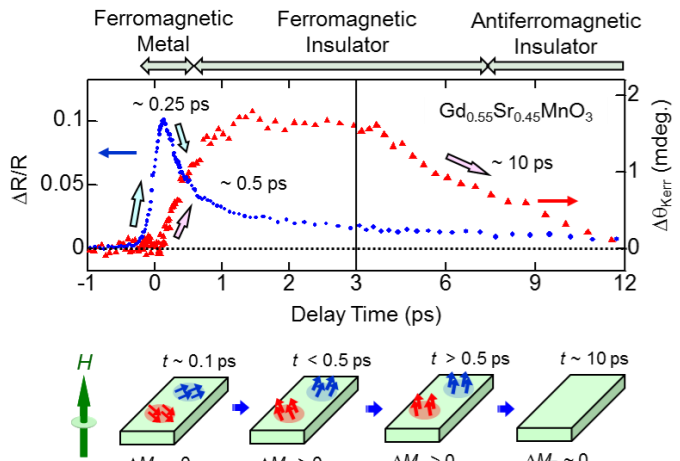 Ferromagnetic Metal
Ferromagnetic Insulator
Antiferromagnetic Insulator
~ 0.25 ps
Gd0.55Sr0.45MnO3
~ 10 ps
~ 0.5 ps
ΔR/R
0.1
0.05
0
2
1
0
ΔθKerr (mdeg.)
-1 0 1 2 3 6 9 12
Delay Time (ps)
H
t ~ 0.1 ps
t < 0.5 ps
t > 0.5 ps
t ~ 10 ps